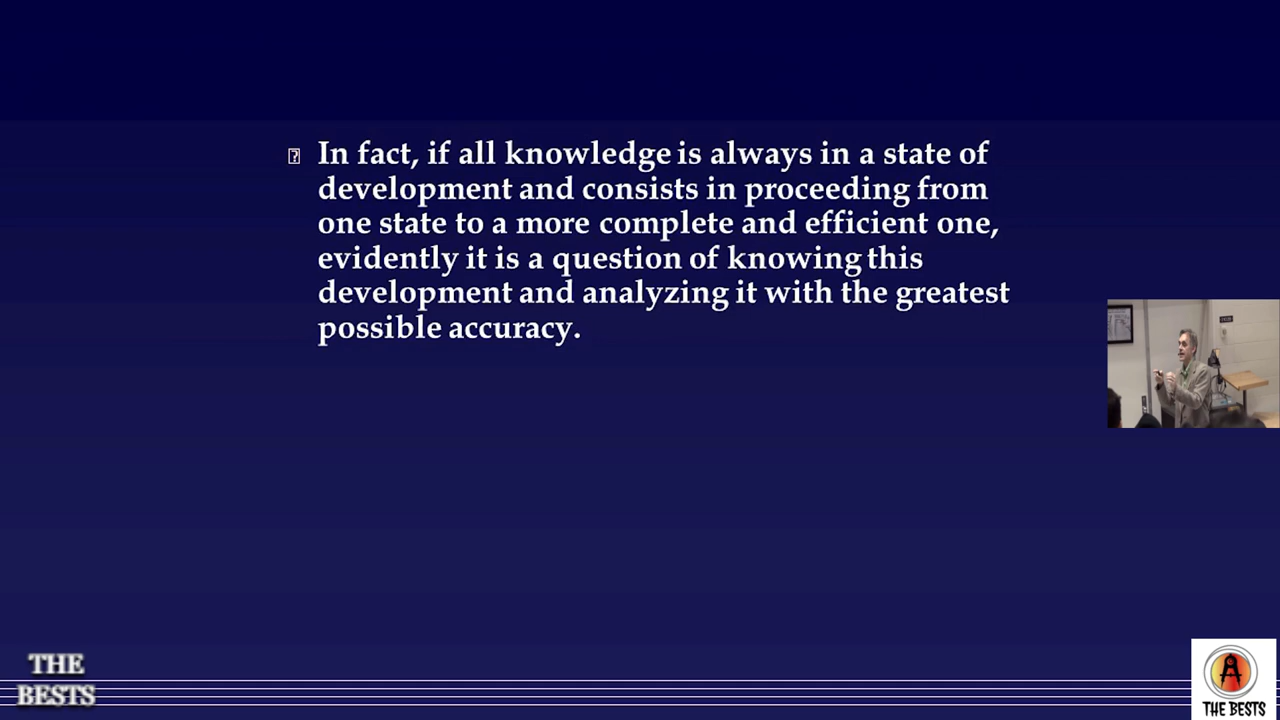 In fact, if all knowledge is always in a state of
development and consists in proceeding from
one state to a more complete and efficient one,
evidently it is a question of knowing this
development and analyzing it with the greatest
possible accuracy.
THE
BESTS
THE BESTS